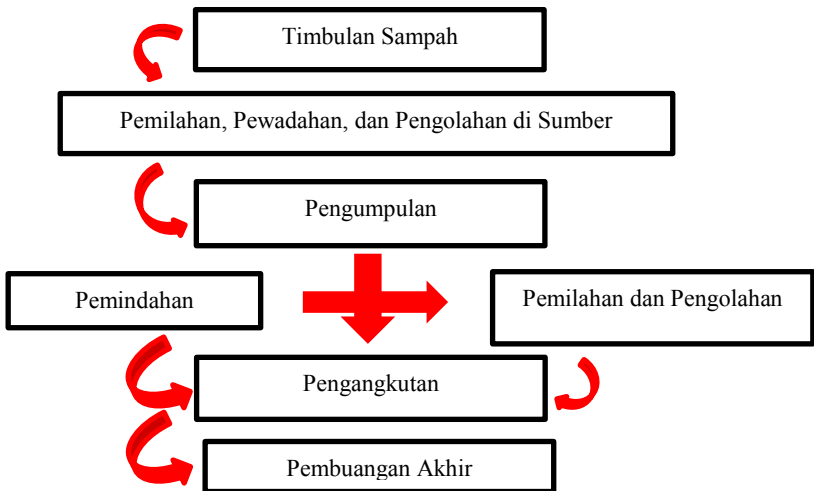 Timbulan Sampah
Pemilahan, Pewadahan, dan Pengolahan di Sumber
Pengumpulan
Pemindahan
Pemilahan dan Pengolahan
Pengangkutan
Pembuangan Akhir